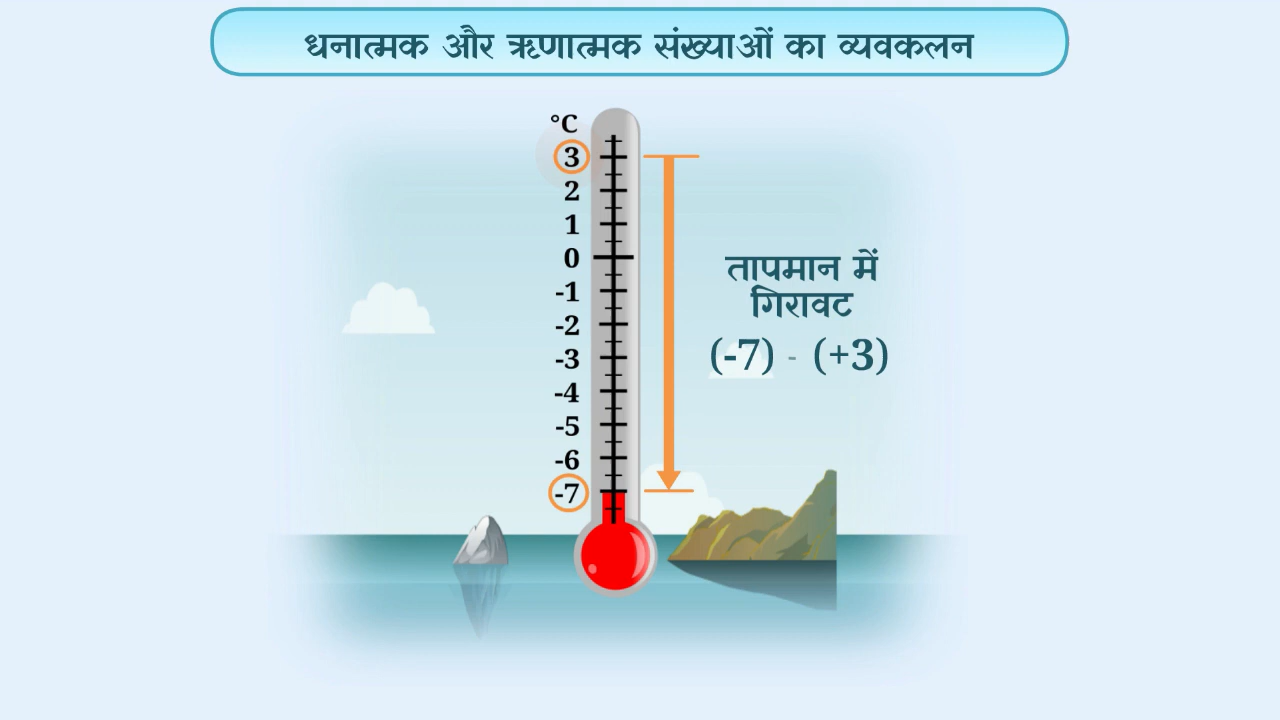 धनात्मक और ऋणात्मक संख्याओं का व्यवकलन
°C
3
2
1
0
-1
-2
-3
-4
-5
-6
-7
तापमान में
गिरावट
(-7) - (+3)